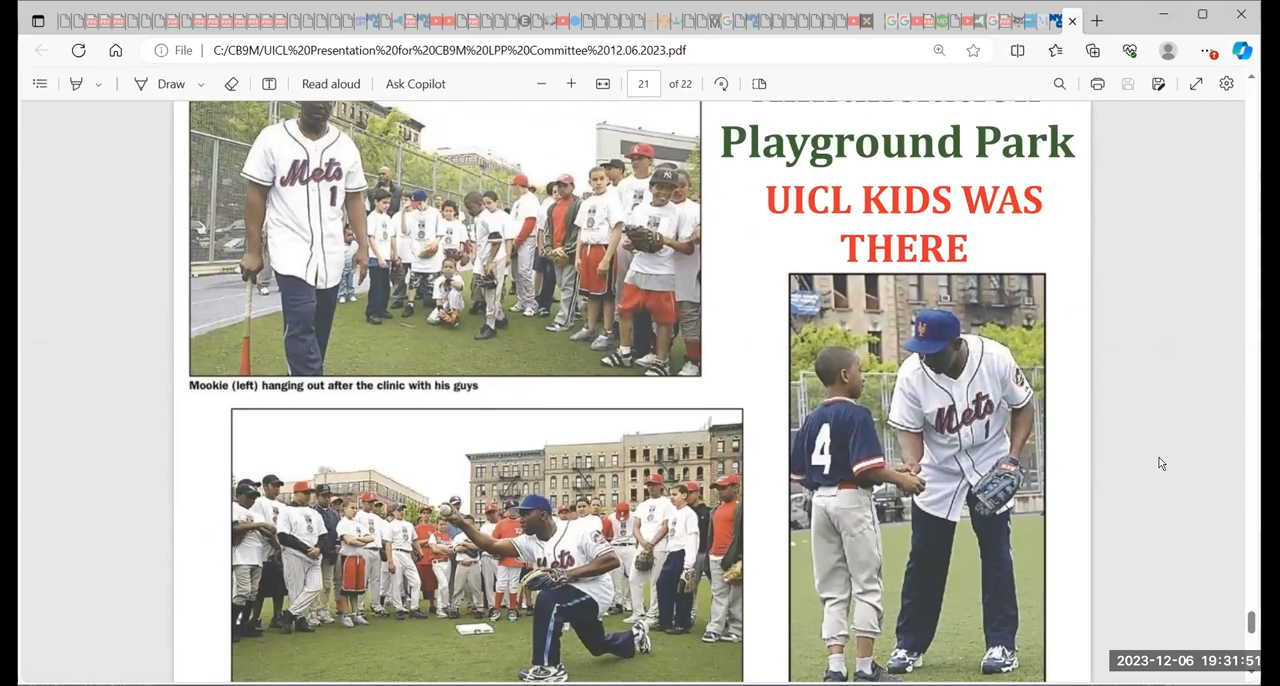 File
C:/CB9M/UICL%20Presentation%20for%20CB9M%20LPP%20Committee%2012.06.2023.pdf
Draw
Read aloud
Ask Copilot
21
of 22
Playground Park
UICL KIDS WAS
THERE
Mets
1
Mookie (left) hanging out after the clinic with his guys
4
Mets
1
Mets
2023-12-06 19:31:51